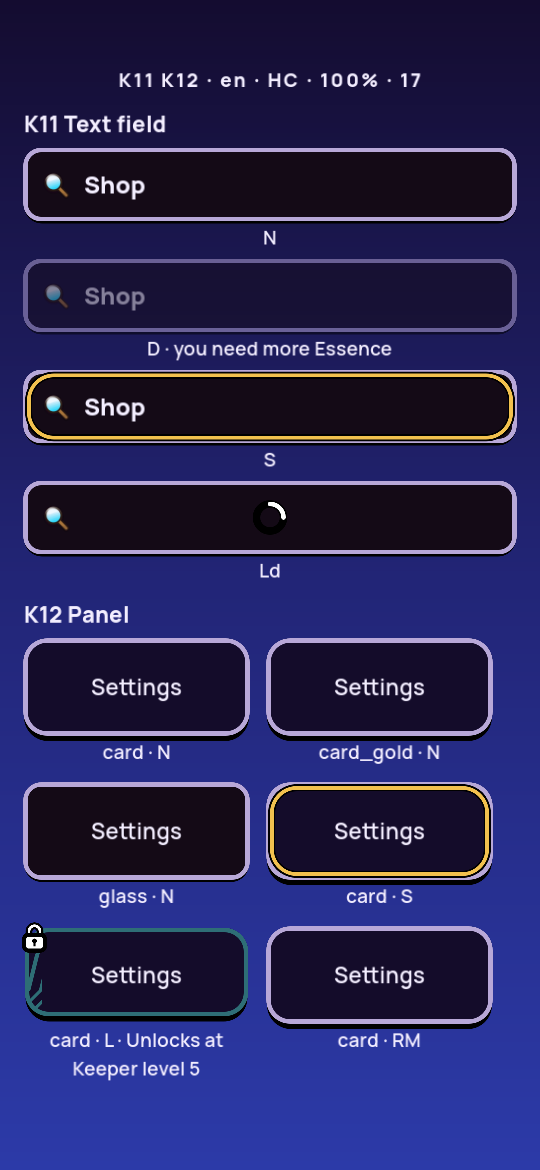 K11 K12 · en · HC · 100% · 17
K11 Text field
Shop
N
Shop
D · you need more Essence
Shop
S
Ld
K12 Panel
Settings
Settings
card · N
card_gold · N
Settings
Settings
glass · N
card · S
Settings
Settings
card · L · Unlocks at
Keeper level 5
card · RM